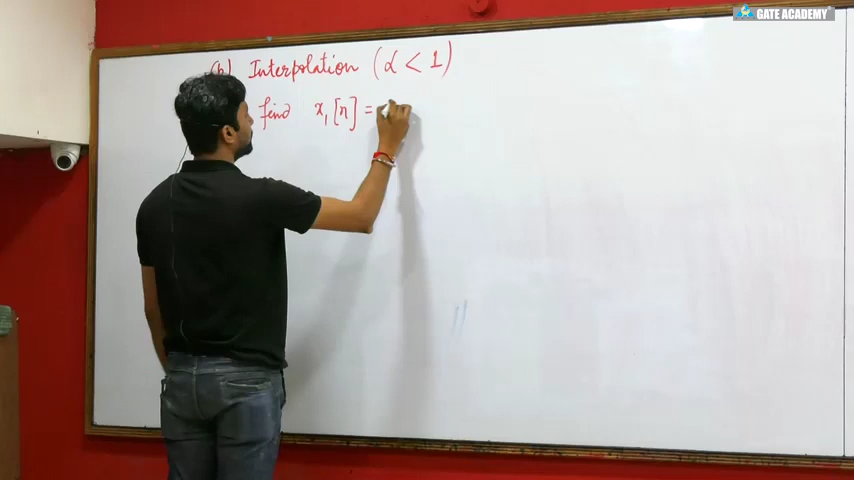 GATE ACADEMY
Interpolation (α < 1)
find x₁[n] =